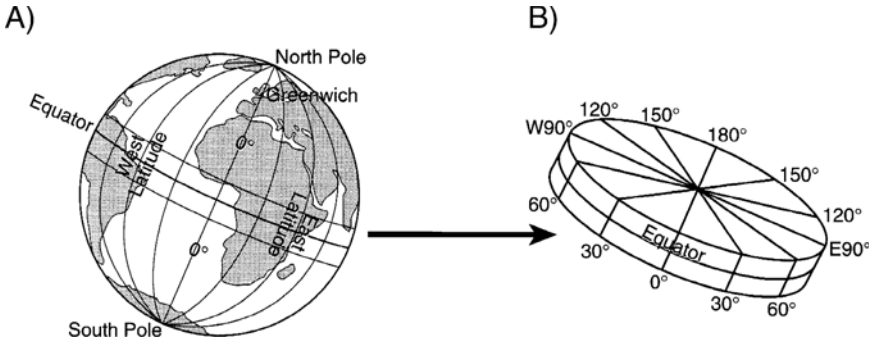 A)
North Pole
Greenwich
Equator
West
Latitude
0°
East
Latitude
0°
South Pole
B)
120°
150°
W90°
180°
150°
120°
60°
E90°
30°
Equator
0°
30°
60°